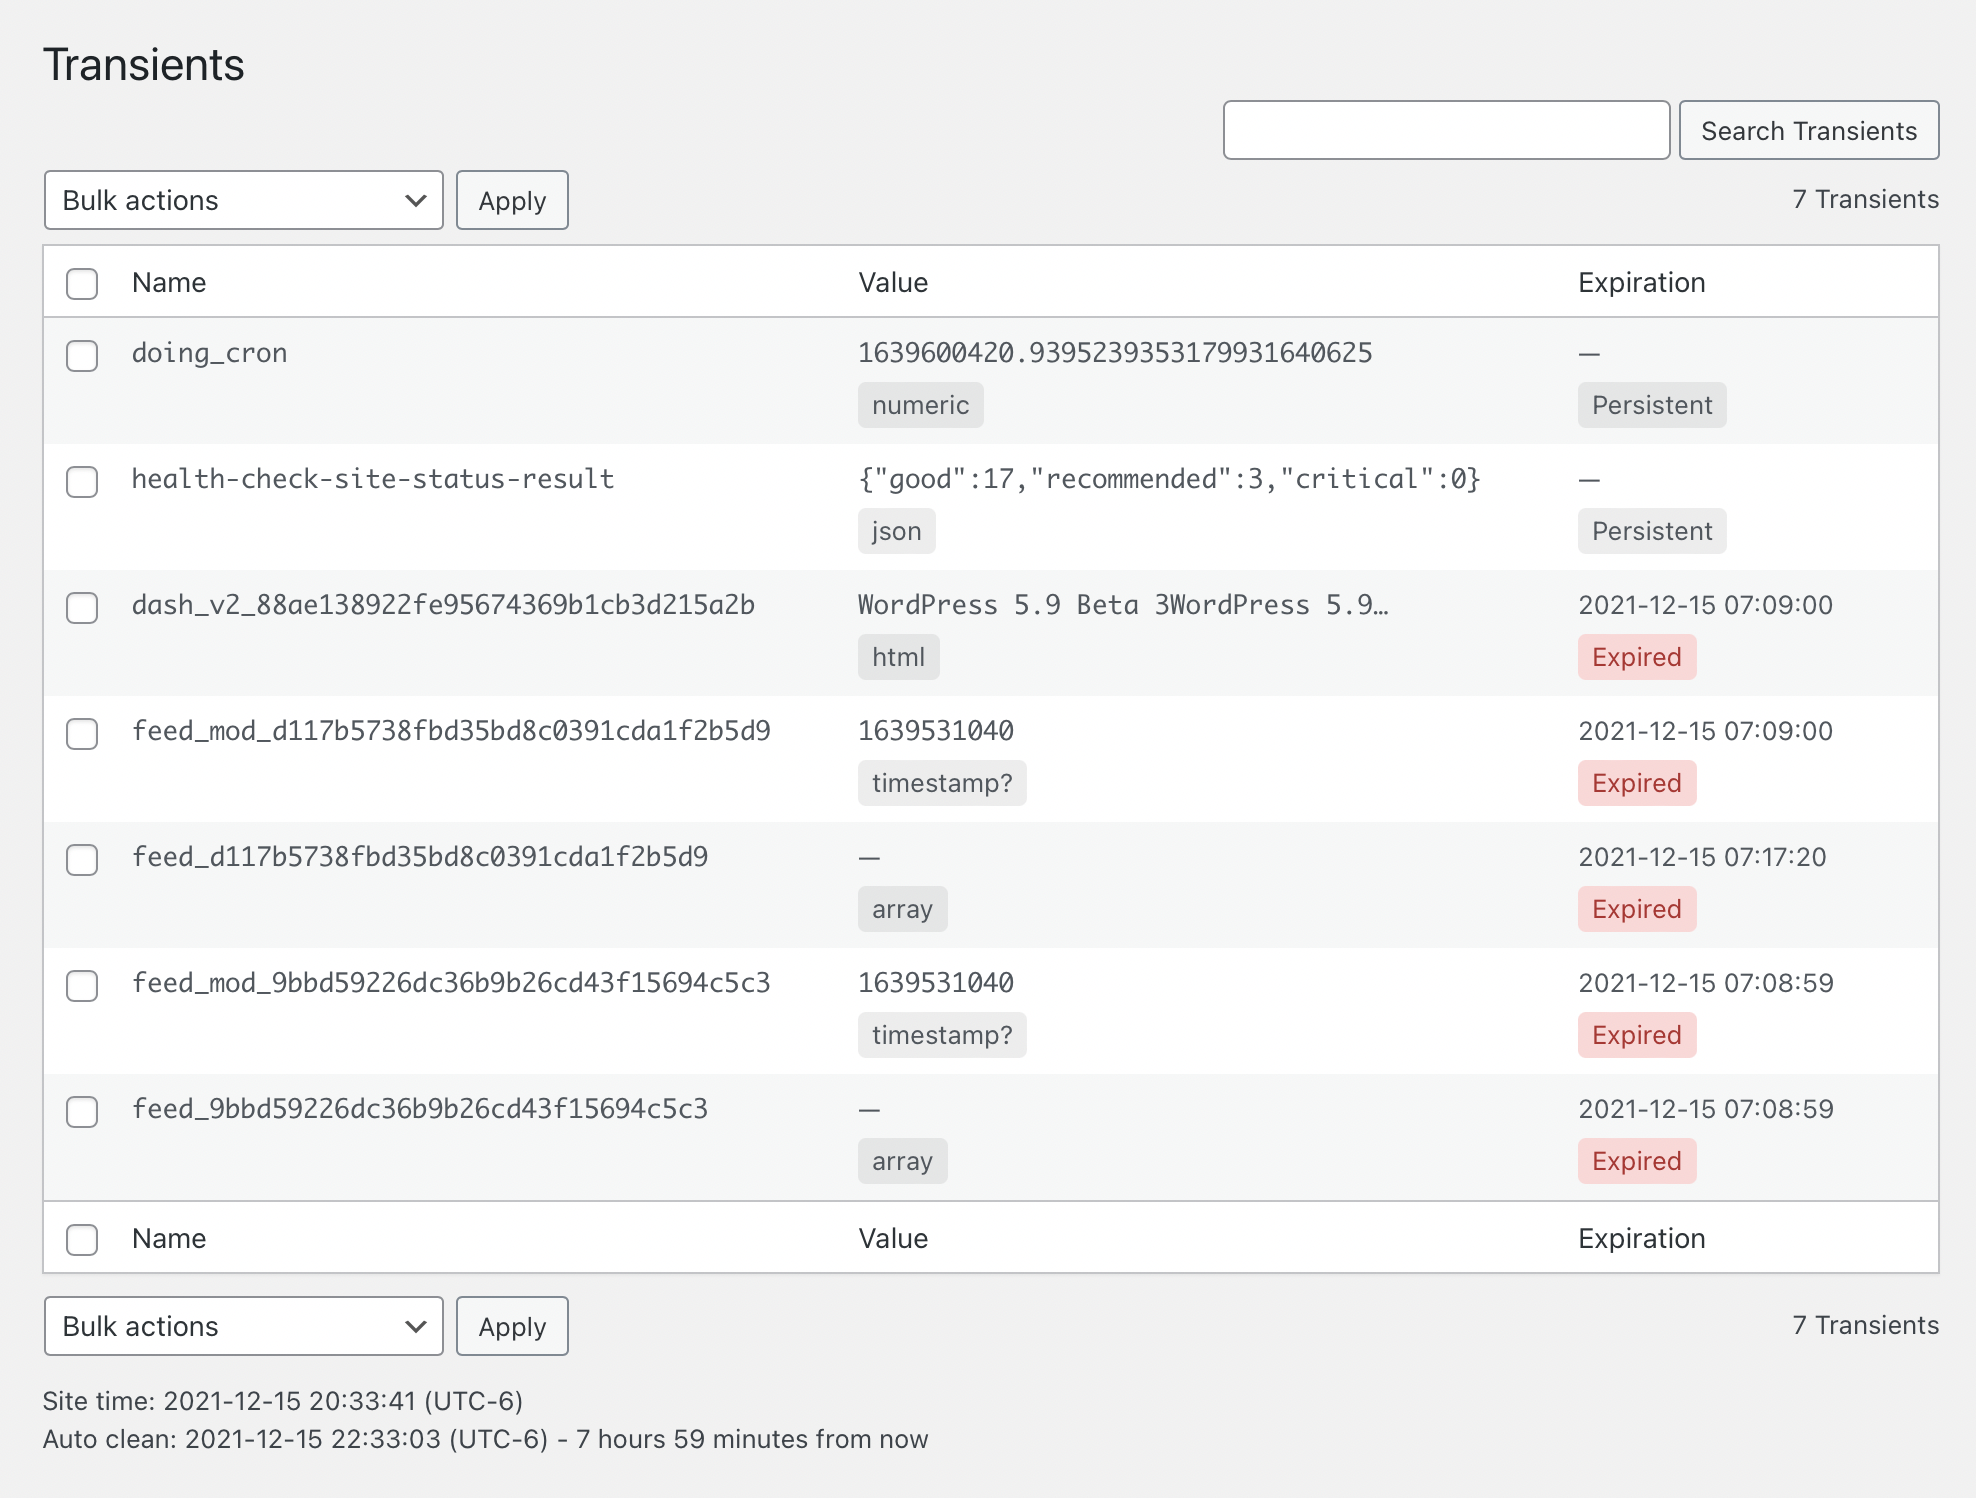 Transients
Search Transients
Bulk actions Apply 7 Transients
Name Value Expiration
doing_cron 1639600420.9395239353179931640625 —
numeric Persistent
health-check-site-status-result {"good":17,"recommended":3,"critical":0} —
json Persistent
dash_v2_88ae138922fe95674369b1cb3d215a2b WordPress 5.9 Beta 3WordPress 5.9… 2021-12-15 07:09:00
html Expired
feed_mod_d117b5738fbd35bd8c0391cda1f2b5d9 1639531040 2021-12-15 07:09:00
timestamp? Expired
feed_d117b5738fbd35bd8c0391cda1f2b5d9 — 2021-12-15 07:17:20
array Expired
feed_mod_9bbd59226dc36b9b26cd43f15694c5c3 1639531040 2021-12-15 07:08:59
timestamp? Expired
feed_9bbd59226dc36b9b26cd43f15694c5c3 — 2021-12-15 07:08:59
array Expired
Name Value Expiration
Bulk actions Apply 7 Transients
Site time: 2021-12-15 20:33:41 (UTC-6)
Auto clean: 2021-12-15 22:33:03 (UTC-6) - 7 hours 59 minutes from now